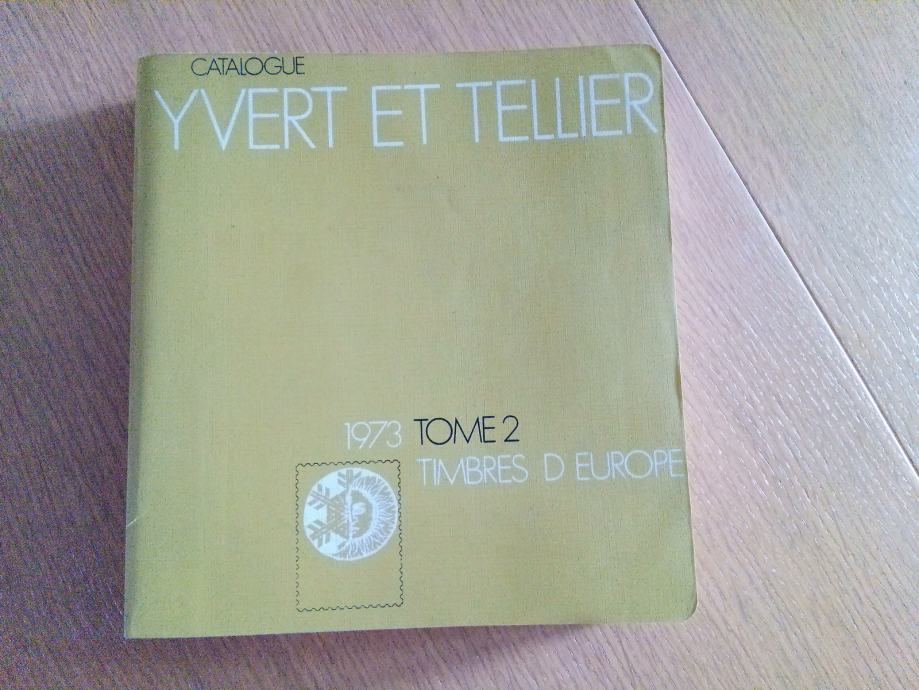 CATALOGUE
YVERT ET TELLIER
1973 TOME 2
TIMBRES D EUROPE